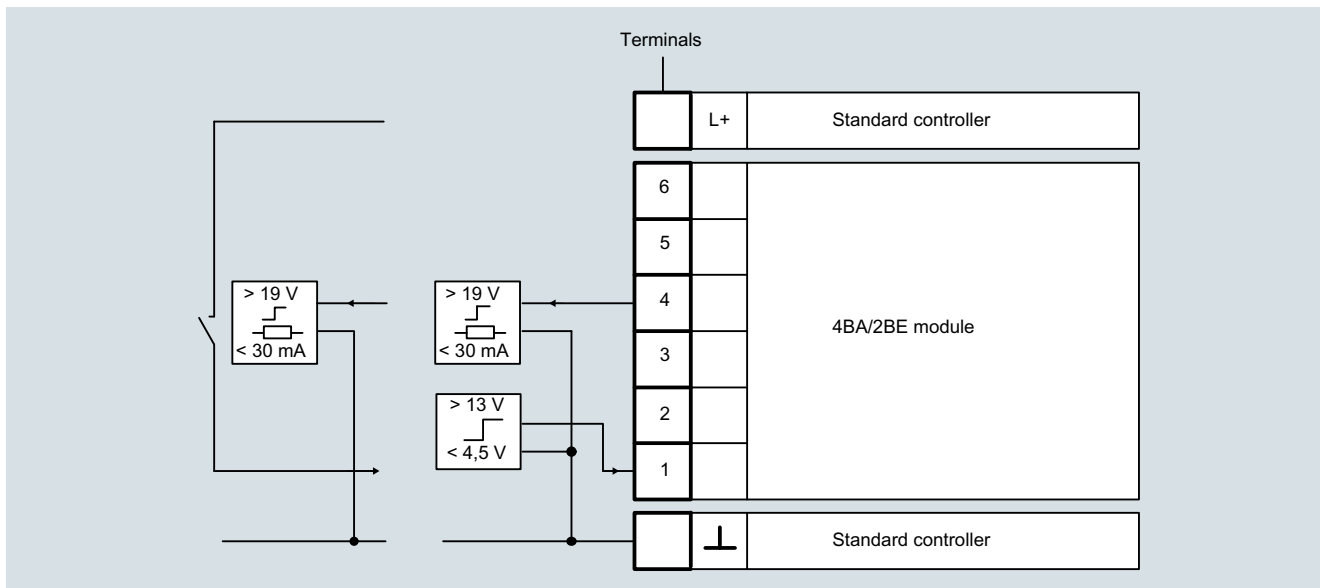 Terminals
L+ Standard controller
6
5
> 19 V
< 30 mA
> 19 V
< 30 mA
4
4BA/2BE module
3
> 13 V
< 4,5 V
2
1
Standard controller